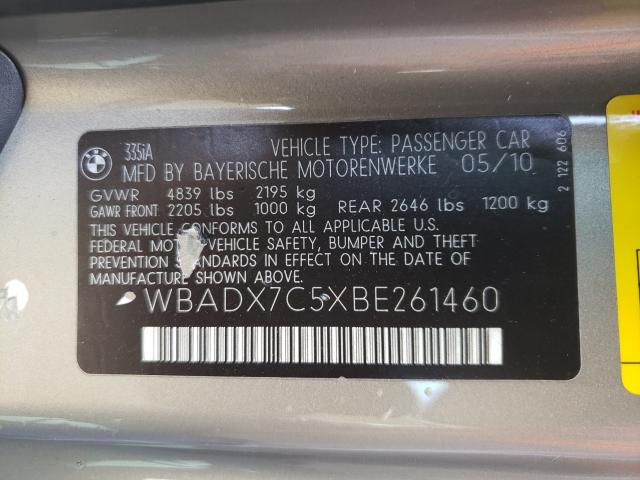 BMW
335iA
VEHICLE TYPE: PASSENGER CAR
MFD BY BAYERISCHE MOTORENWERKE 05/10
GVWR 4839 lbs 2195 kg
GAWR FRONT 2205 lbs 1000 kg REAR 2646 lbs 1200 kg
THIS VEHICLE CONFORMS TO ALL APPLICABLE U.S.
FEDERAL MOTOR VEHICLE SAFETY, BUMPER AND THEFT
PREVENTION STANDARDS IN EFFECT ON THE DATE OF
MANUFACTURE SHOWN ABOVE.
WBADX7C5XBE261460
2 122 606